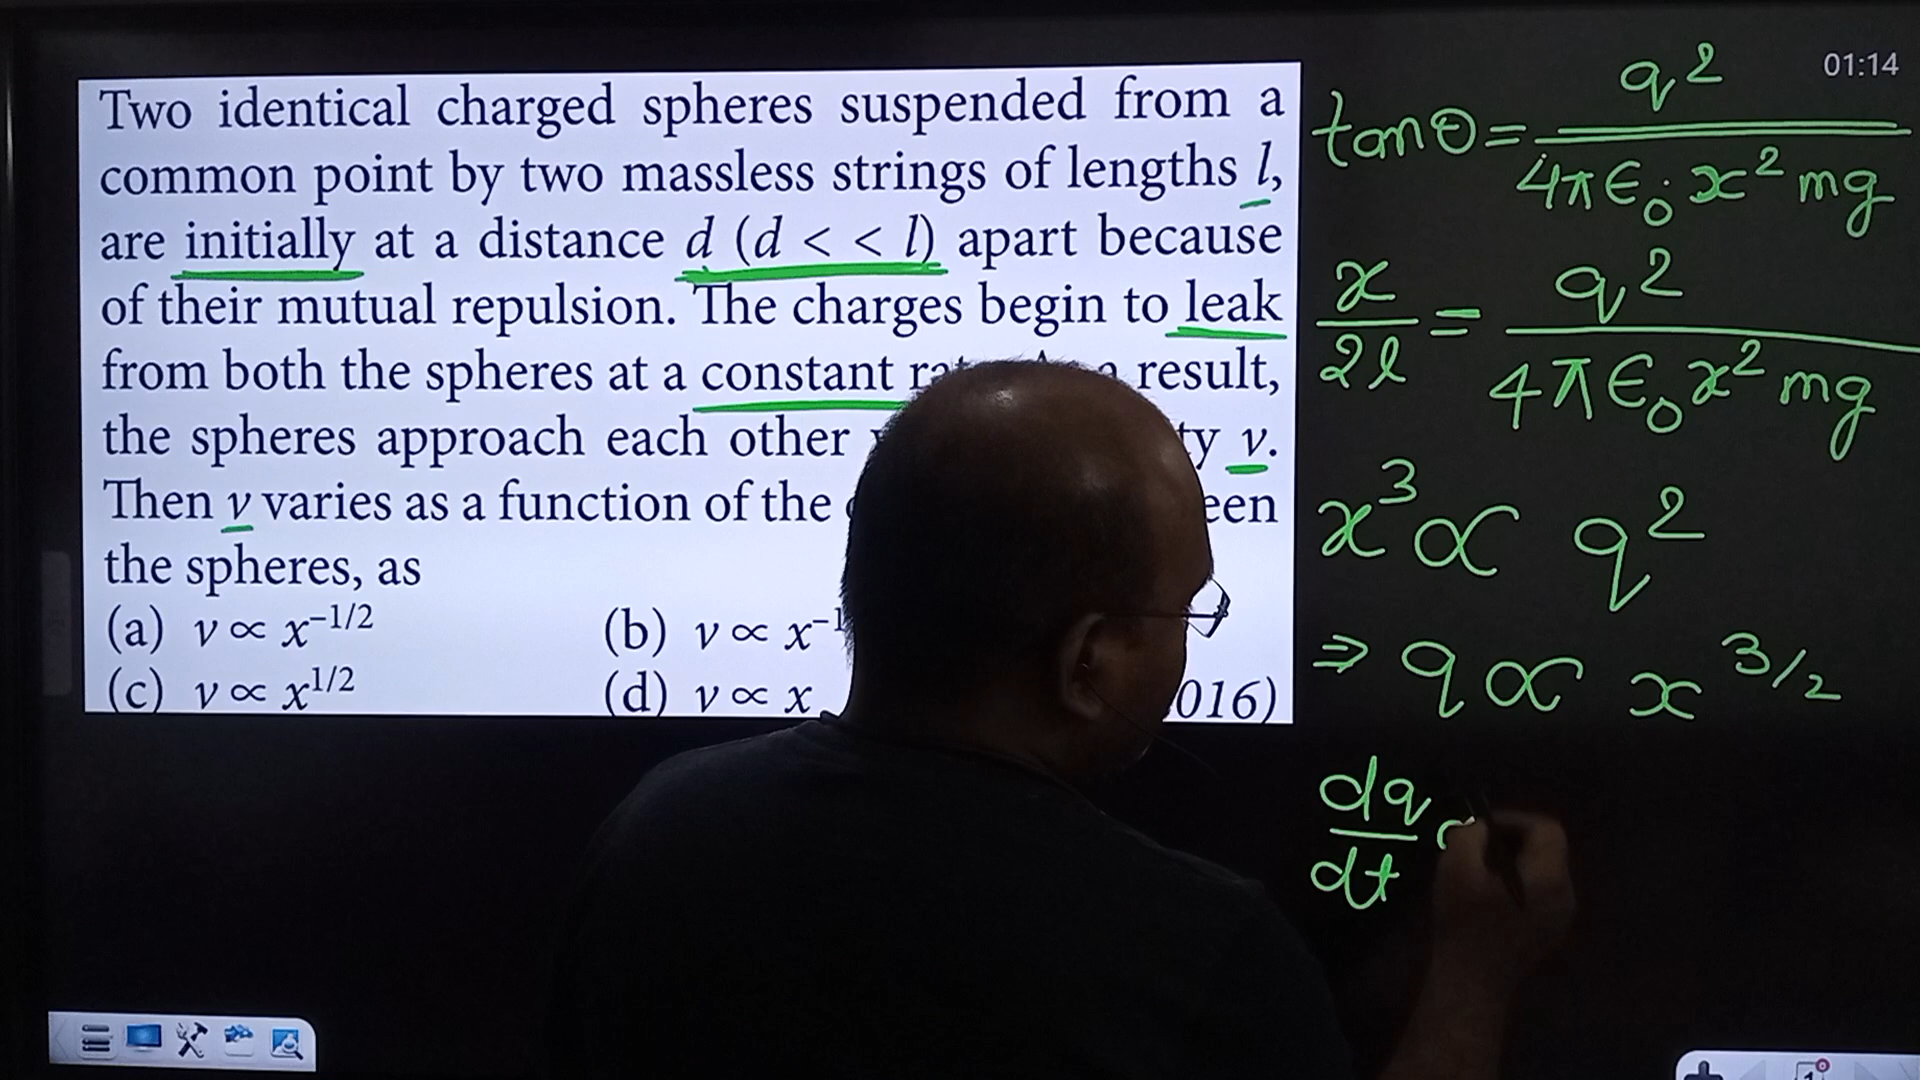 Two identical charged spheres suspended from a
common point by two massless strings of lengths l,
are initially at a distance d (d < < l) apart because
of their mutual repulsion. The charges begin to leak
from both the spheres at a constant result,
the spheres approach each other v.
Then v varies as a function of the
the spheres, as
(a) v ∝ x⁻¹/²
(b) v ∝ x⁻¹
(c) v ∝ x¹/²
(d) v ∝ x
016)
01:14
tanθ = q² / 4πε₀x²mg
x/2l = q² / 4πε₀x²mg
x³ ∝ q²
⇒ q ∝ x³/²
dq/dt